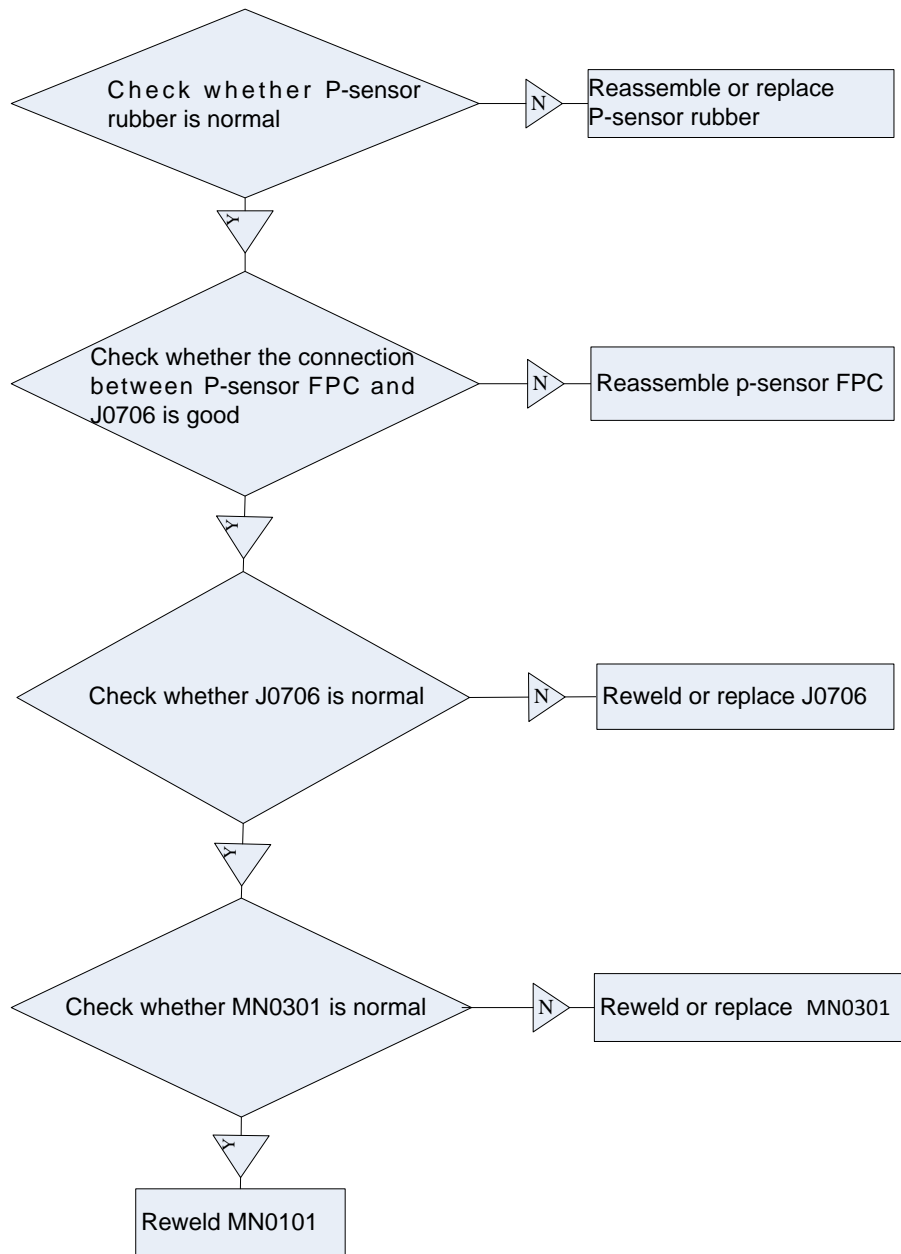 Check whether P-sensor
rubber is normal
N
Reassemble or replace
P-sensor rubber
Y
Check whether the connection
between P-sensor FPC and
J0706 is good
N
Reassemble p-sensor FPC
Y
Check whether J0706 is normal
N
Reweld or replace J0706
Y
Check whether MN0301 is normal
N
Reweld or replace MN0301
Y
Reweld MN0101